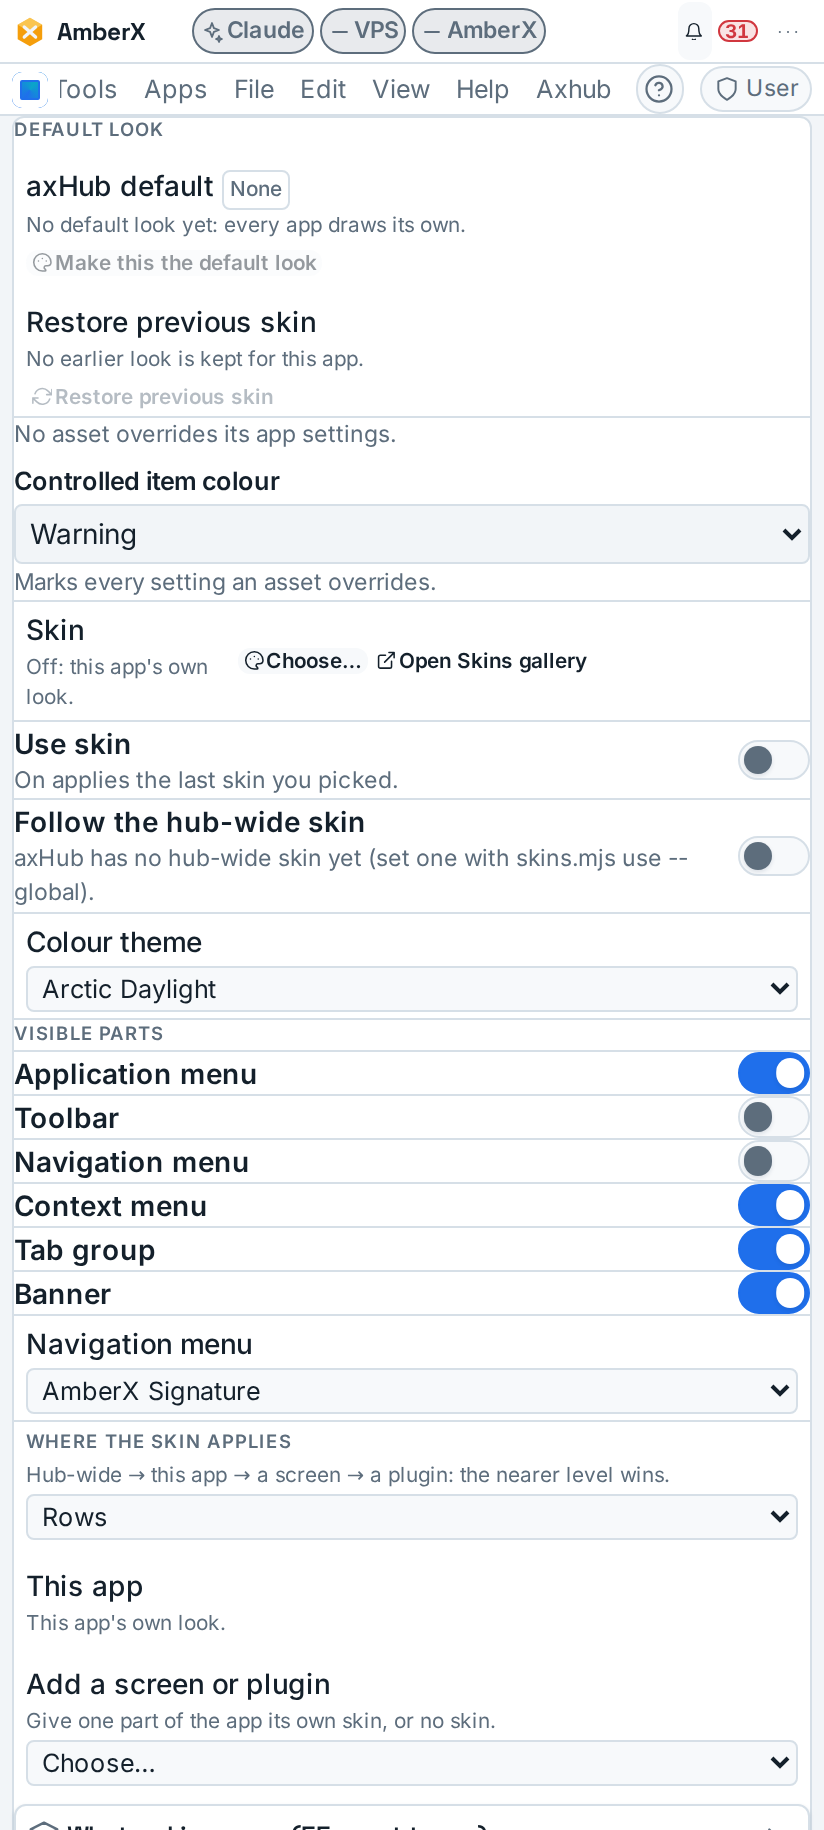 AmberX
Claude
– VPS
– AmberX
31
...
Tools Apps File Edit View Help Axhub
User
DEFAULT LOOK
axHub default None
No default look yet: every app draws its own.
Make this the default look
Restore previous skin
No earlier look is kept for this app.
Restore previous skin
No asset overrides its app settings.
Controlled item colour
Warning
Marks every setting an asset overrides.
Skin
Off: this app's own
look.
Choose...
Open Skins gallery
Use skin
On applies the last skin you picked.
Follow the hub-wide skin
axHub has no hub-wide skin yet (set one with skins.mjs use --
global).
Colour theme
Arctic Daylight
VISIBLE PARTS
Application menu
Toolbar
Navigation menu
Context menu
Tab group
Banner
Navigation menu
AmberX Signature
WHERE THE SKIN APPLIES
Hub-wide → this app → a screen → a plugin: the nearer level wins.
Rows
This app
This app's own look.
Add a screen or plugin
Give one part of the app its own skin, or no skin.
Choose...